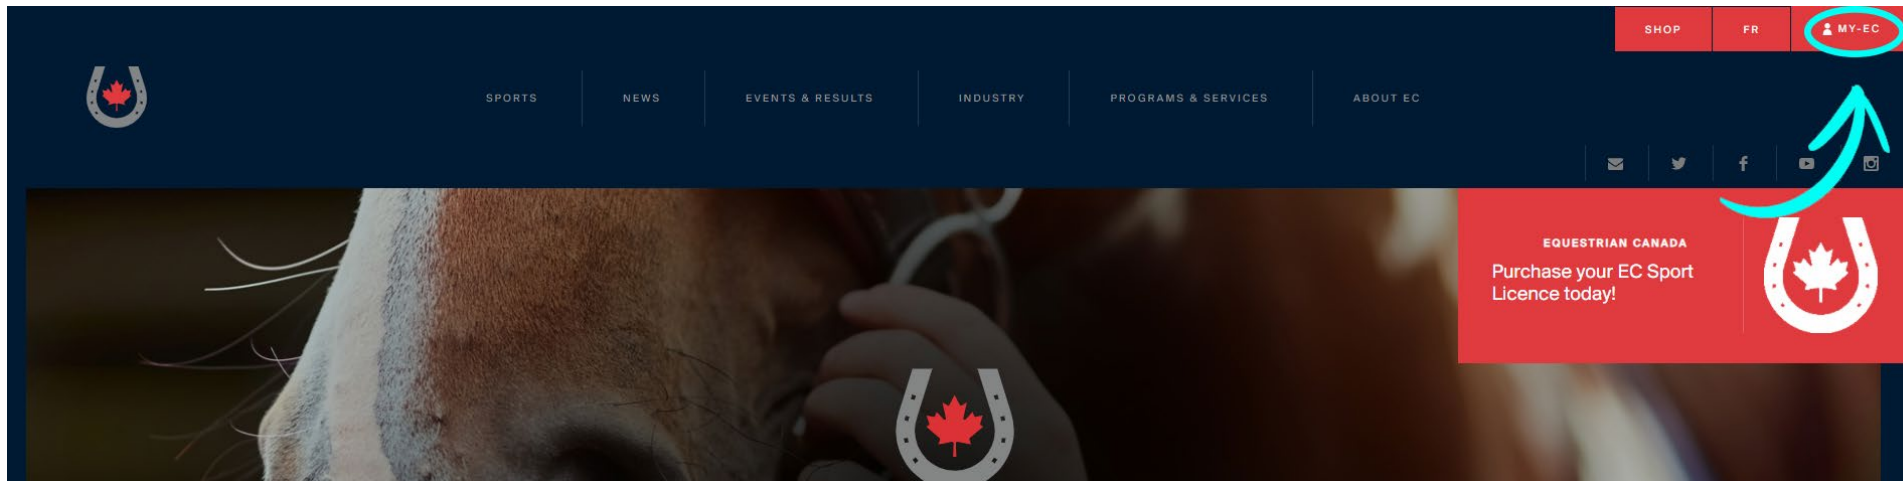 SHOP FR MY-EC
SPORTS NEWS EVENTS & RESULTS INDUSTRY PROGRAMS & SERVICES ABOUT EC
EQUESTRIAN CANADA
Purchase your EC Sport
Licence today!